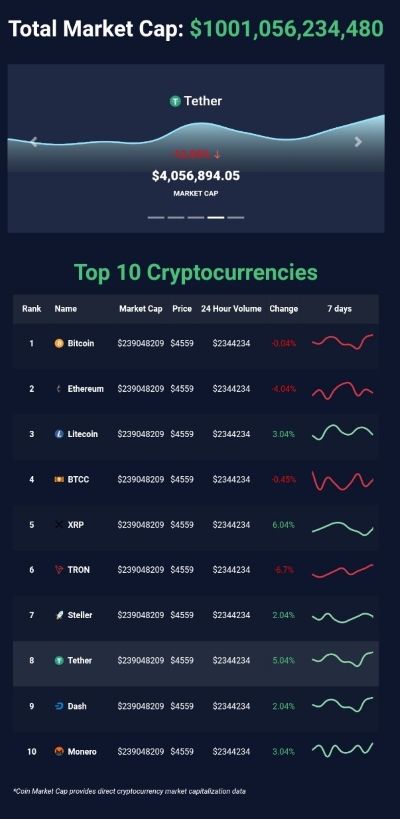 Total Market Cap: $1001,056,234,480
Tether
$4,056,894.05
MARKET CAP
Top 10 Cryptocurrencies
Rank Name Market Cap Price 24 Hour Volume Change 7 days
1 Bitcoin $239048209 $4559 $2344234 -0.04%
2 Ethereum $239048209 $4559 $2344234 -4.04%
3 Litecoin $239048209 $4559 $2344234 3.04%
4 BTCC $239048209 $4559 $2344234 -0.45%
5 XRP $239048209 $4559 $2344234 6.04%
6 TRON $239048209 $4559 $2344234 -6.7%
7 Steller $239048209 $4559 $2344234 2.04%
8 Tether $239048209 $4559 $2344234 5.04%
9 Dash $239048209 $4559 $2344234 2.04%
10 Monero $239048209 $4559 $2344234 3.04%
*Coin Market Cap provides direct cryptocurrency market capitalization data